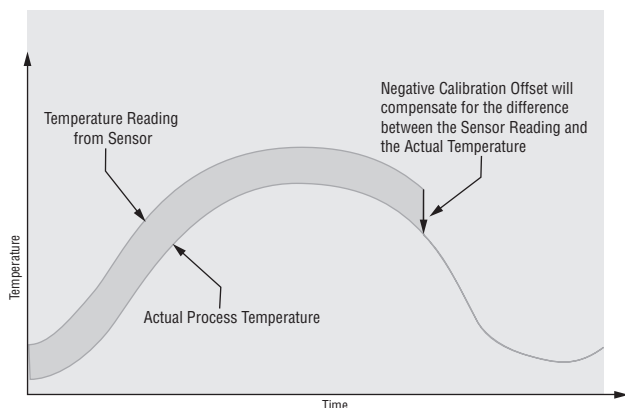 Temperature Reading
from Sensor
Negative Calibration Offset will
compensate for the difference
between the Sensor Reading and
the Actual Temperature
Temperature
Actual Process Temperature
Time